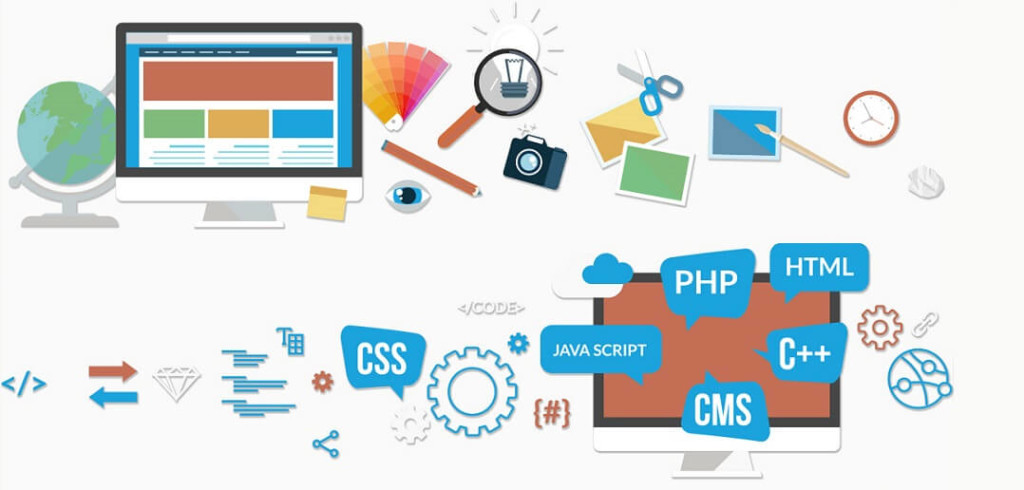 PHP
HTML
</CODE>
CSS
JAVA SCRIPT
C++
</>
{#}
CMS